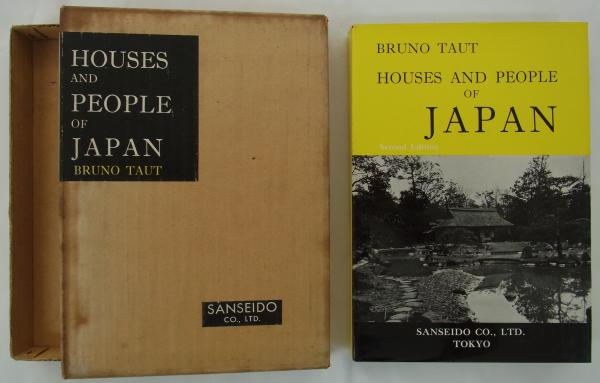 HOUSES
AND
PEOPLE
OF
JAPAN
BRUNO TAUT
SANSEIDO
CO., LTD.
BRUNO TAUT
HOUSES AND PEOPLE
OF
JAPAN
Second Edition
SANSEIDO CO., LTD.
TOKYO